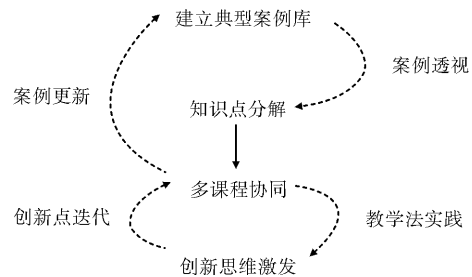 建立典型案例库
案例透视
案例更新
知识点分解
多课程协同
创新点迭代
教学法实践
创新思维激发